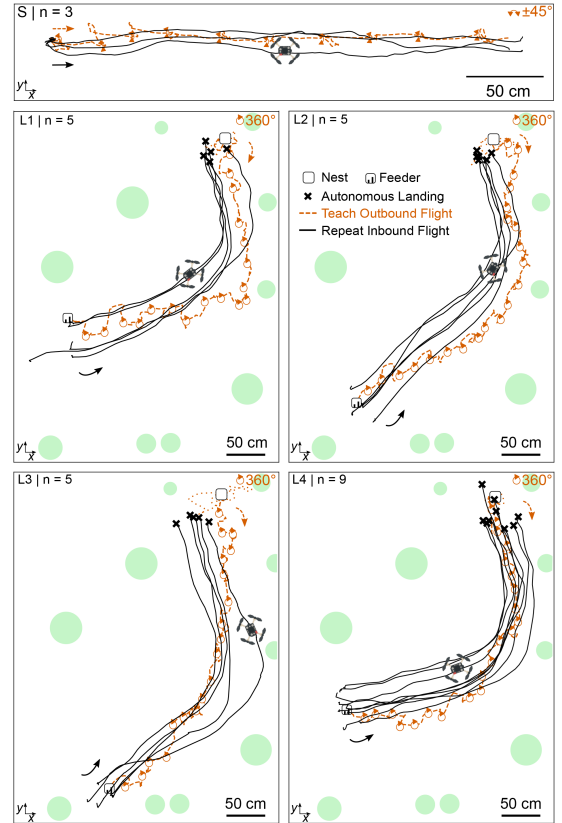 S | n = 3
±45°
y
x
50 cm
L1 | n = 5
360°
y
x
50 cm
L2 | n = 5
360°
Nest
Feeder
Autonomous Landing
Teach Outbound Flight
Repeat Inbound Flight
y
x
50 cm
L3 | n = 5
360°
y
x
50 cm
L4 | n = 9
360°
y
x
50 cm